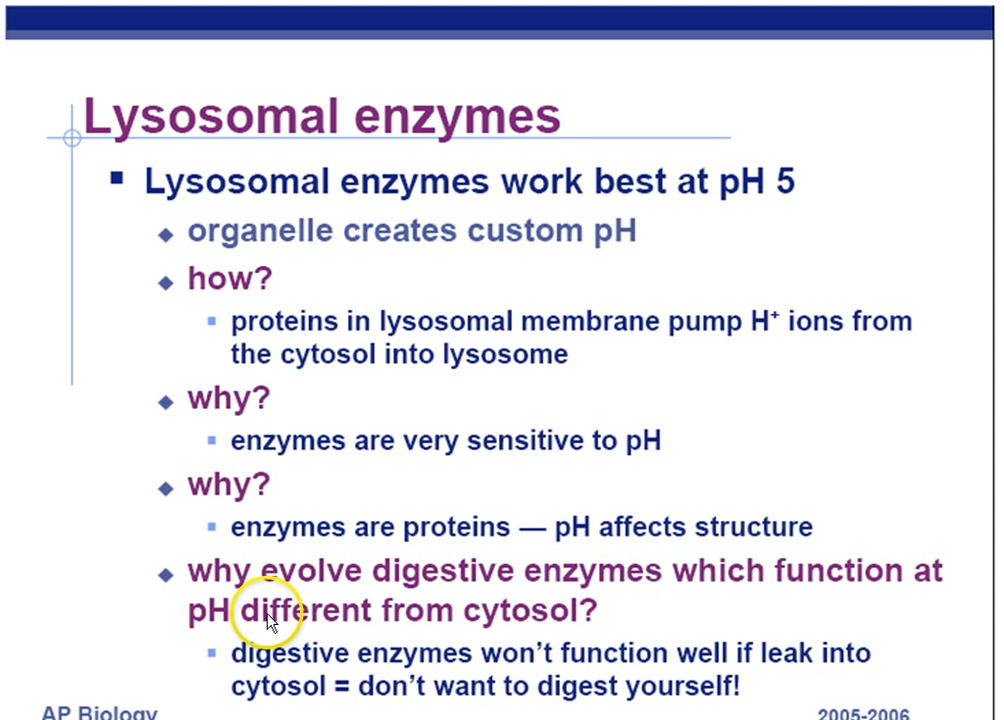 Lysosomal enzymes
Lysosomal enzymes work best at pH 5
organelle creates custom pH
how?
proteins in lysosomal membrane pump H⁺ ions from
the cytosol into lysosome
why?
enzymes are very sensitive to pH
why?
enzymes are proteins — pH affects structure
why evolve digestive enzymes which function at
pH different from cytosol?
digestive enzymes won’t function well if leak into
cytosol = don’t want to digest yourself!
AP Biology
2005-2006